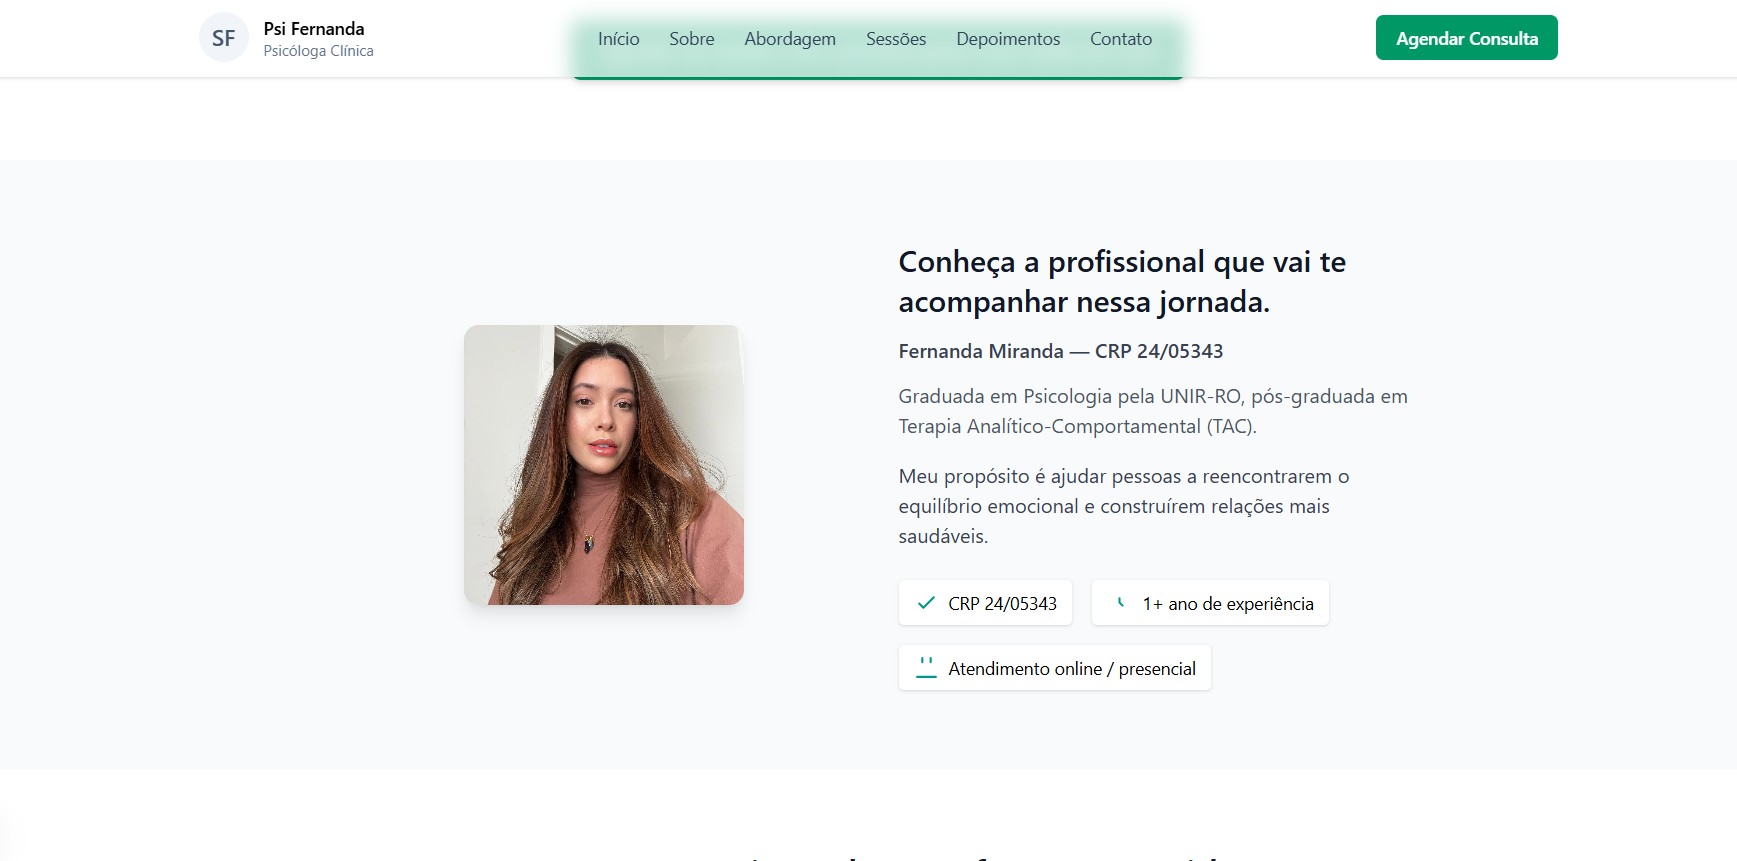 SF
Psi Fernanda
Psicóloga Clínica
Início Sobre Abordagem Sessões Depoimentos Contato
Agendar Consulta
Conheça a profissional que vai te
acompanhar nessa jornada.
Fernanda Miranda — CRP 24/05343
Graduada em Psicologia pela UNIR-RO, pós-graduada em
Terapia Analítico-Comportamental (TAC).
Meu propósito é ajudar pessoas a reencontrarem o
equilíbrio emocional e construírem relações mais
saudáveis.
CRP 24/05343
1+ ano de experiência
Atendimento online / presencial